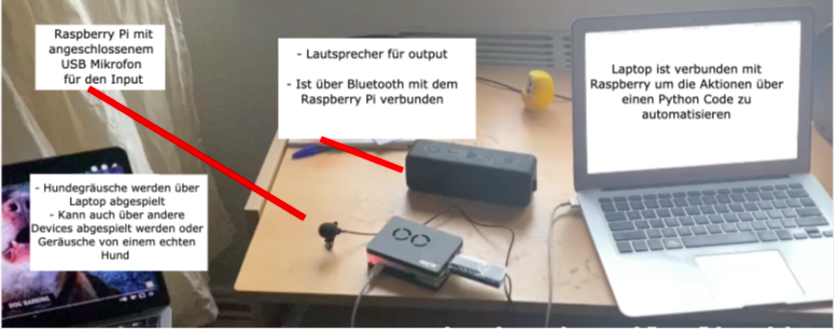 Raspberry Pi mit
angeschlossenem
USB Mikrofon
für den Input
- Lautsprecher für output
- Ist über Bluetooth mit dem
Raspberry Pi verbunden
Laptop ist verbunden mit
Raspberry um die Aktionen über
einen Python Code zu
automatisieren
- Hundegräusche werden über
Laptop abgespielt
- Kann auch über andere
Devices abgespielt werden oder
Geräusche von einem echten
Hund
DOG BARKING